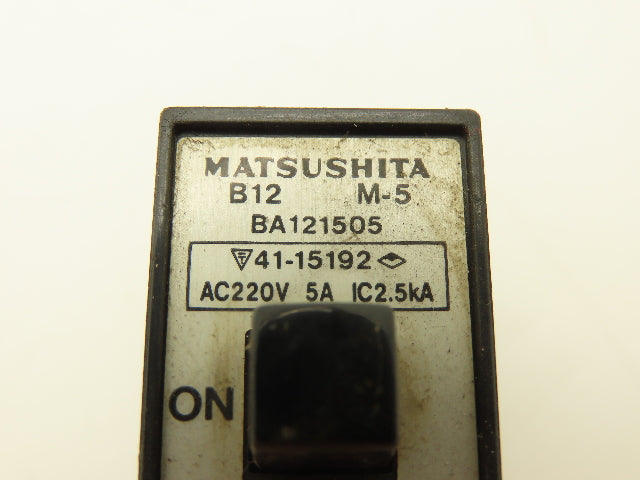 MATSUSHITA
B12 M-5
BA121505
41-15192
AC220V 5A IC2.5kA
ON